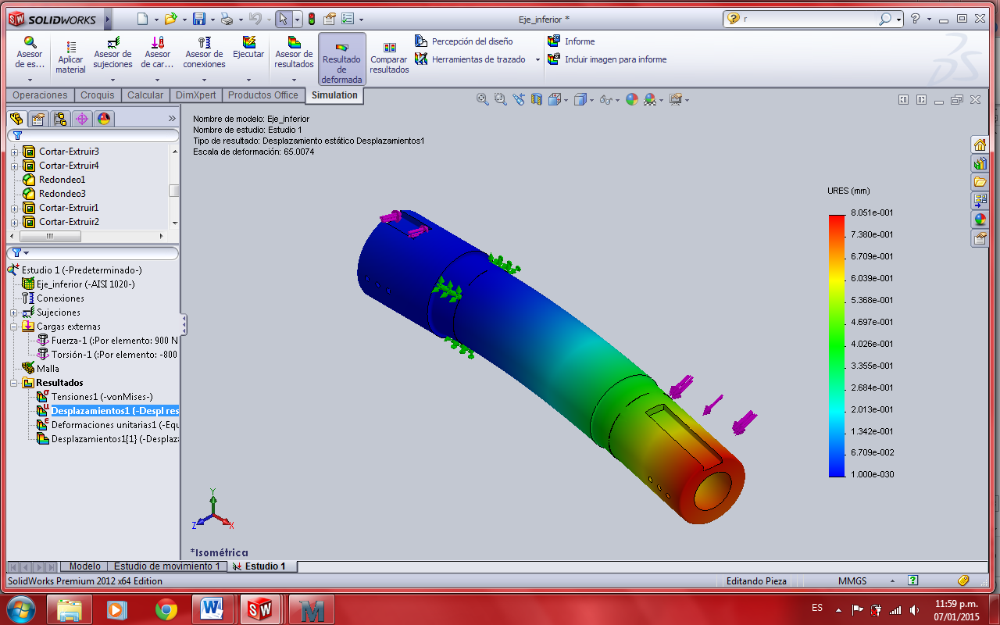 SOLIDWORKS
Eje_inferior *
r
Asesor de es...
Aplicar material
Asesor de sujeciones
Asesor de car...
Asesor de conexiones
Ejecutar
Asesor de resultados
Resultado de deformada
Comparar resultados
Percepción del diseño
Herramientas de trazado
Informe
Incluir imagen para informe
Operaciones
Croquis
Calcular
DimXpert
Productos Office
Simulation
Cortar-Extruir3
Cortar-Extruir4
Redondeo1
Redondeo3
Cortar-Extruir1
Cortar-Extruir2
Estudio 1 (-Predeterminado-)
Eje_inferior (-AISI 1020-)
Conexiones
Sujeciones
Cargas externas
Fuerza-1 (:Por elemento: 900 N
Torsión-1 (:Por elemento: -800
Malla
Resultados
Tensiones1 (-vonMises-)
Desplazamientos1 (-Despl res
Deformaciones unitarias1 (-Equ
Desplazamientos1{1} (-Desplaza
Nombre de modelo: Eje_inferior
Nombre de estudio: Estudio 1
Tipo de resultado: Desplazamiento estático Desplazamientos1
Escala de deformación: 65.0074
URES (mm)
8.051e-001
7.380e-001
6.709e-001
6.039e-001
5.368e-001
4.697e-001
4.026e-001
3.355e-001
2.684e-001
2.013e-001
1.342e-001
6.709e-002
1.000e-030
Y
Z
X
*Isométrica
Modelo
Estudio de movimiento 1
Estudio 1
SolidWorks Premium 2012 x64 Edition
Editando Pieza
MMGS
ES
11:59 p.m.
07/01/2015